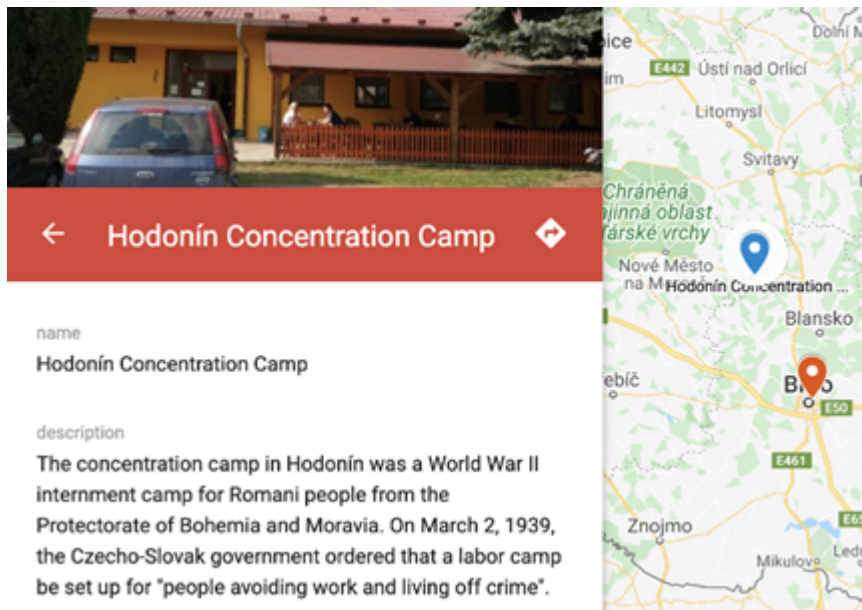 Hodonín Concentration Camp
name
Hodonín Concentration Camp
description
The concentration camp in Hodonín was a World War II
internment camp for Romani people from the
Protectorate of Bohemia and Moravia. On March 2, 1939,
the Czecho-Slovak government ordered that a labor camp
be set up for "people avoiding work and living off crime".
Dolní
E442
Ústí nad Orlicí
Litomysl
Svitavy
Chráněná
Nové Město
na
Hodonín Concentration ...
Blansko
E50
E461
Znojmo
Mikulov